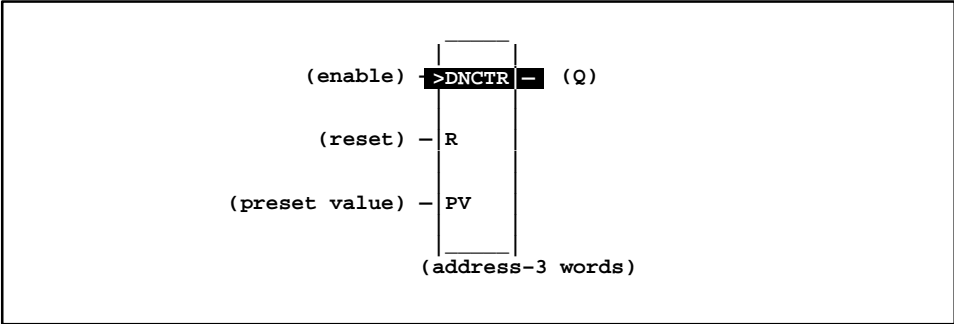 (enable) >DNCTR – (Q)
(reset) – R
(preset value) – PV
(address–3 words)